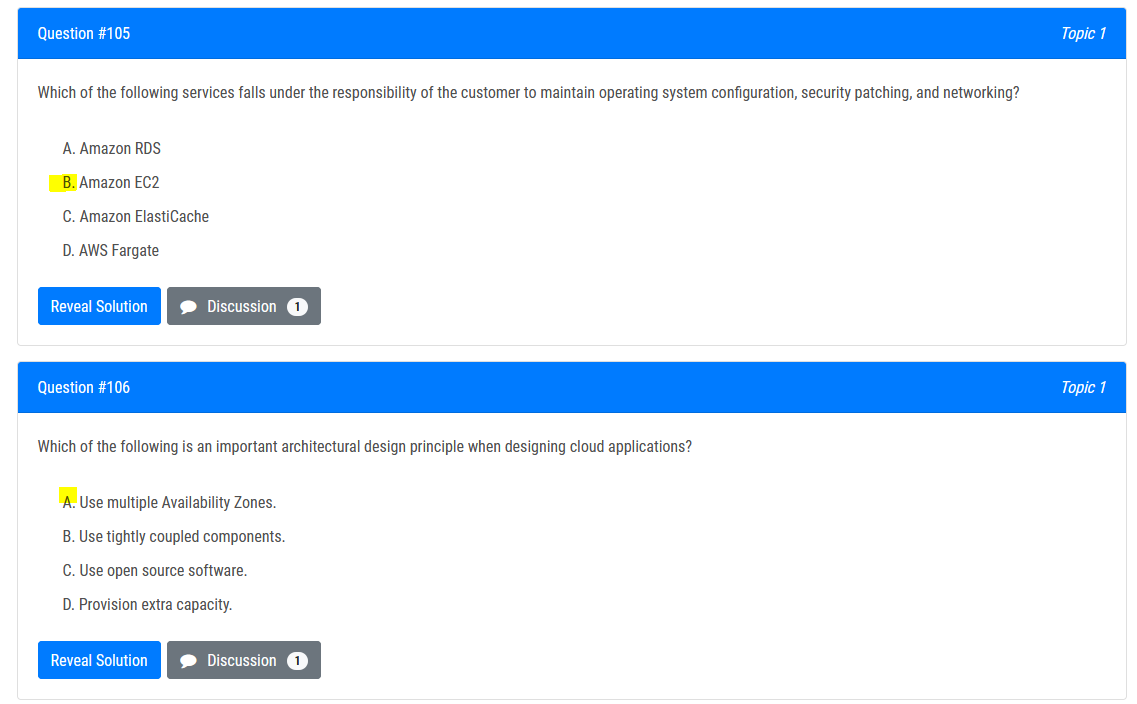 Question #105
Topic 1
Which of the following services falls under the responsibility of the customer to maintain operating system configuration, security patching, and networking?
A. Amazon RDS
B. Amazon EC2
C. Amazon ElastiCache
D. AWS Fargate
Reveal Solution
Discussion 1
Question #106
Topic 1
Which of the following is an important architectural design principle when designing cloud applications?
A. Use multiple Availability Zones.
B. Use tightly coupled components.
C. Use open source software.
D. Provision extra capacity.
Reveal Solution
Discussion 1